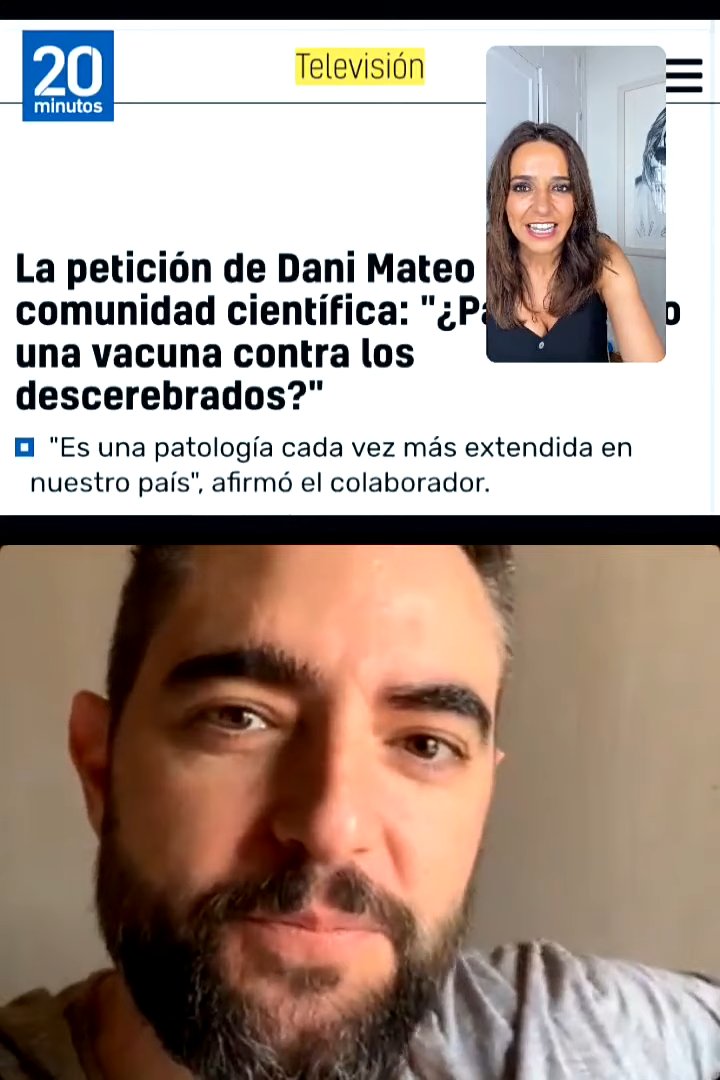 20
minutos
Televisión
La petición de Dani Mateo
comunidad científica: "¿
una vacuna contra los
descerebrados?"
"Es una patología cada vez más extendida en
nuestro país", afirmó el colaborador.